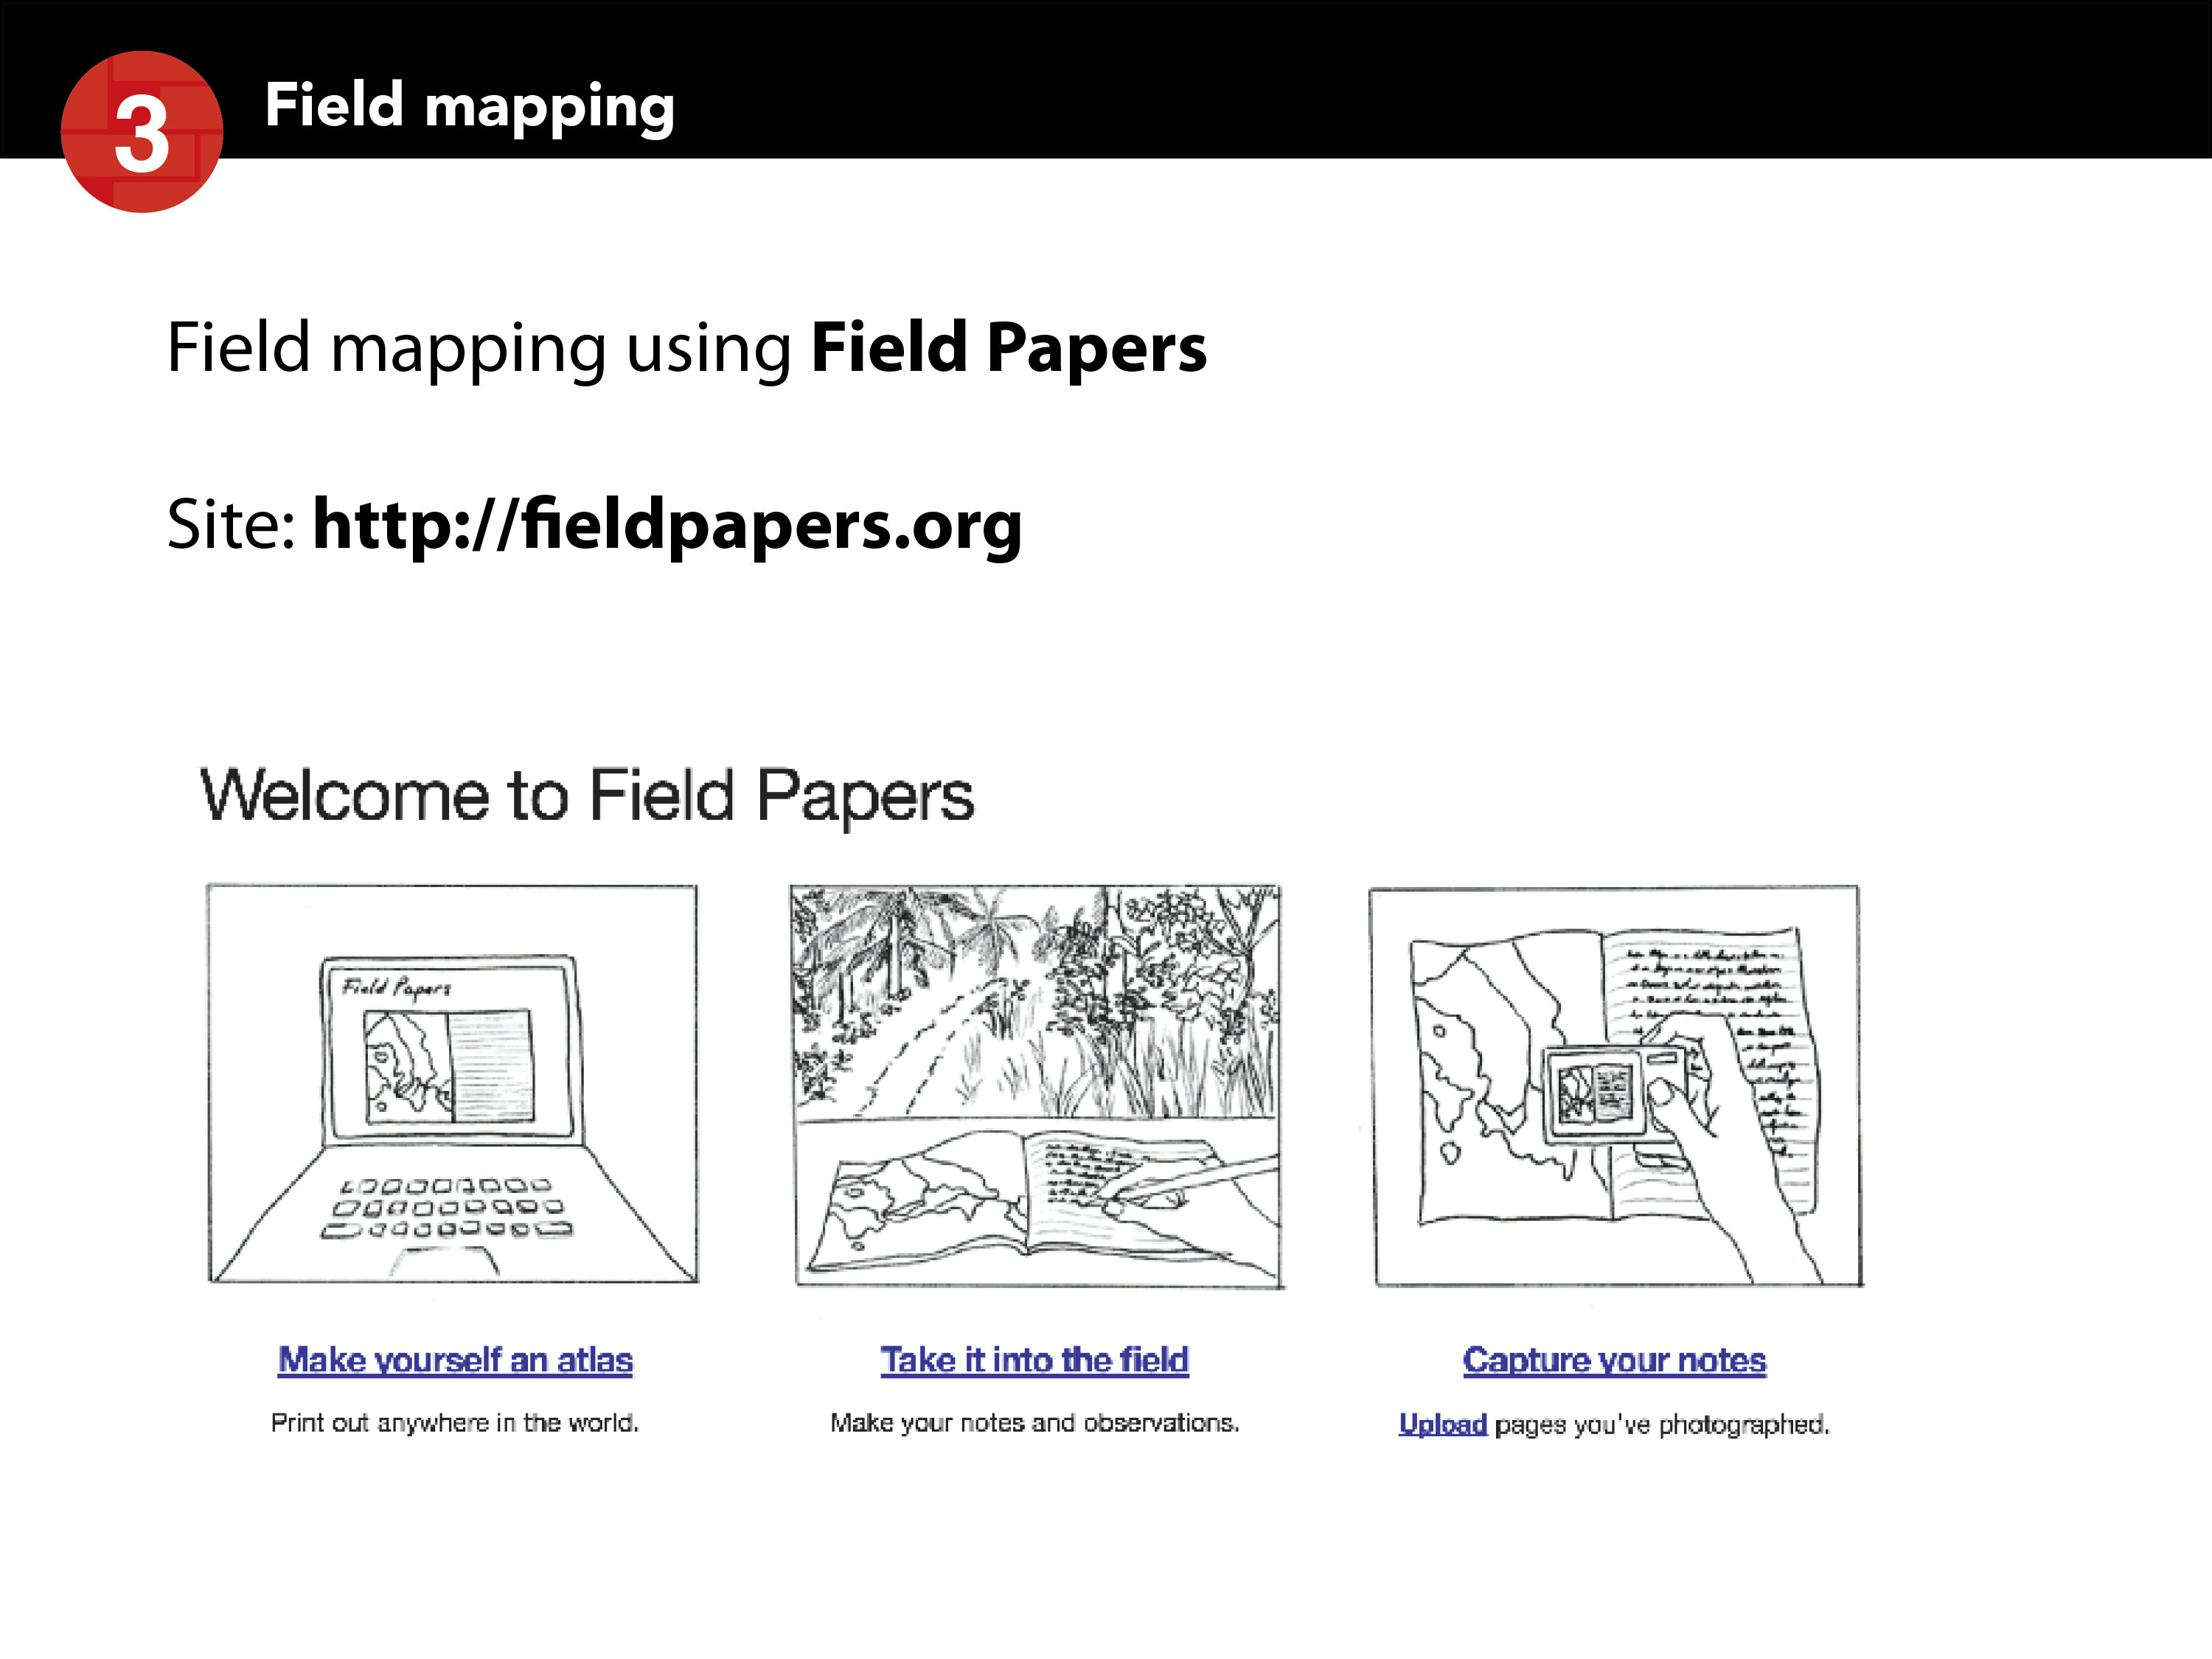 3
Field mapping
Field mapping using Field Papers
Site: http://fieldpapers.org
Welcome to Field Papers
Field Papers
Make yourself an atlas
Print out anywhere in the world.
Take it into the field
Make your notes and observations.
Capture your notes
Upload pages you've photographed.